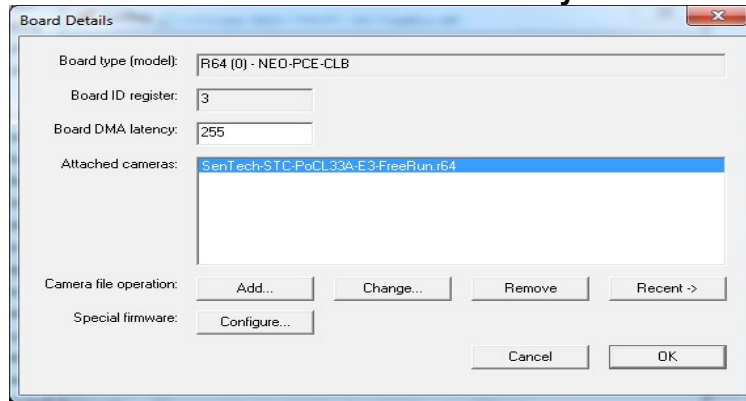 Board Details
Board type (model): R64 (0) - NEO-PCE-CLB
Board ID register: 3
Board DMA latency: 255
Attached cameras: SenTech-STC-PoCL33A-E3-FreeRun.r64
Camera file operation: Add... Change... Remove Recent ->
Special firmware: Configure...
Cancel OK